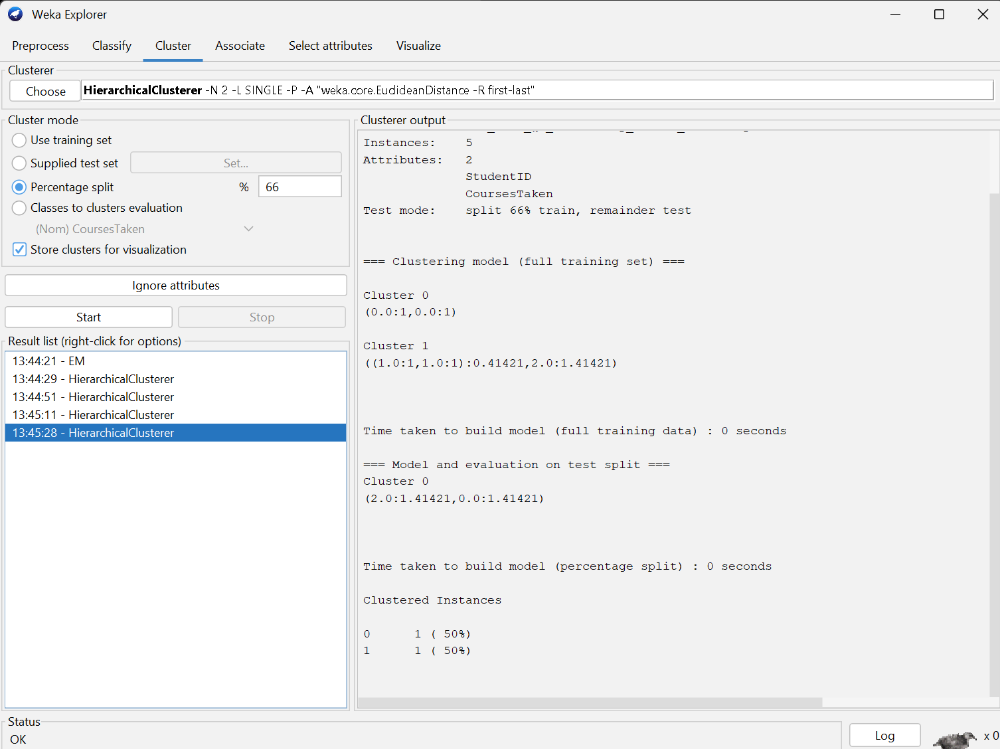 Weka Explorer
Preprocess Classify Cluster Associate Select attributes Visualize
Clusterer
Choose HierarchicalClusterer -N 2 -L SINGLE -P -A "weka.core.EuclideanDistance -R first-last"
Cluster mode
Use training set
Supplied test set Set...
Percentage split % 66
Classes to clusters evaluation
(Nom) CoursesTaken
Store clusters for visualization
Ignore attributes
Start Stop
Result list (right-click for options)
13:44:21 - EM
13:44:29 - HierarchicalClusterer
13:44:51 - HierarchicalClusterer
13:45:11 - HierarchicalClusterer
13:45:28 - HierarchicalClusterer
Clusterer output
Instances: 5
Attributes: 2
StudentID
CoursesTaken
Test mode: split 66% train, remainder test
=== Clustering model (full training set) ===
Cluster 0
(0.0:1,0.0:1)
Cluster 1
((1.0:1,1.0:1):0.41421,2.0:1.41421)
Time taken to build model (full training data) : 0 seconds
=== Model and evaluation on test split ===
Cluster 0
(2.0:1.41421,0.0:1.41421)
Time taken to build model (percentage split) : 0 seconds
Clustered Instances
0 1 ( 50%)
1 1 ( 50%)
Status
OK
Log
x 0